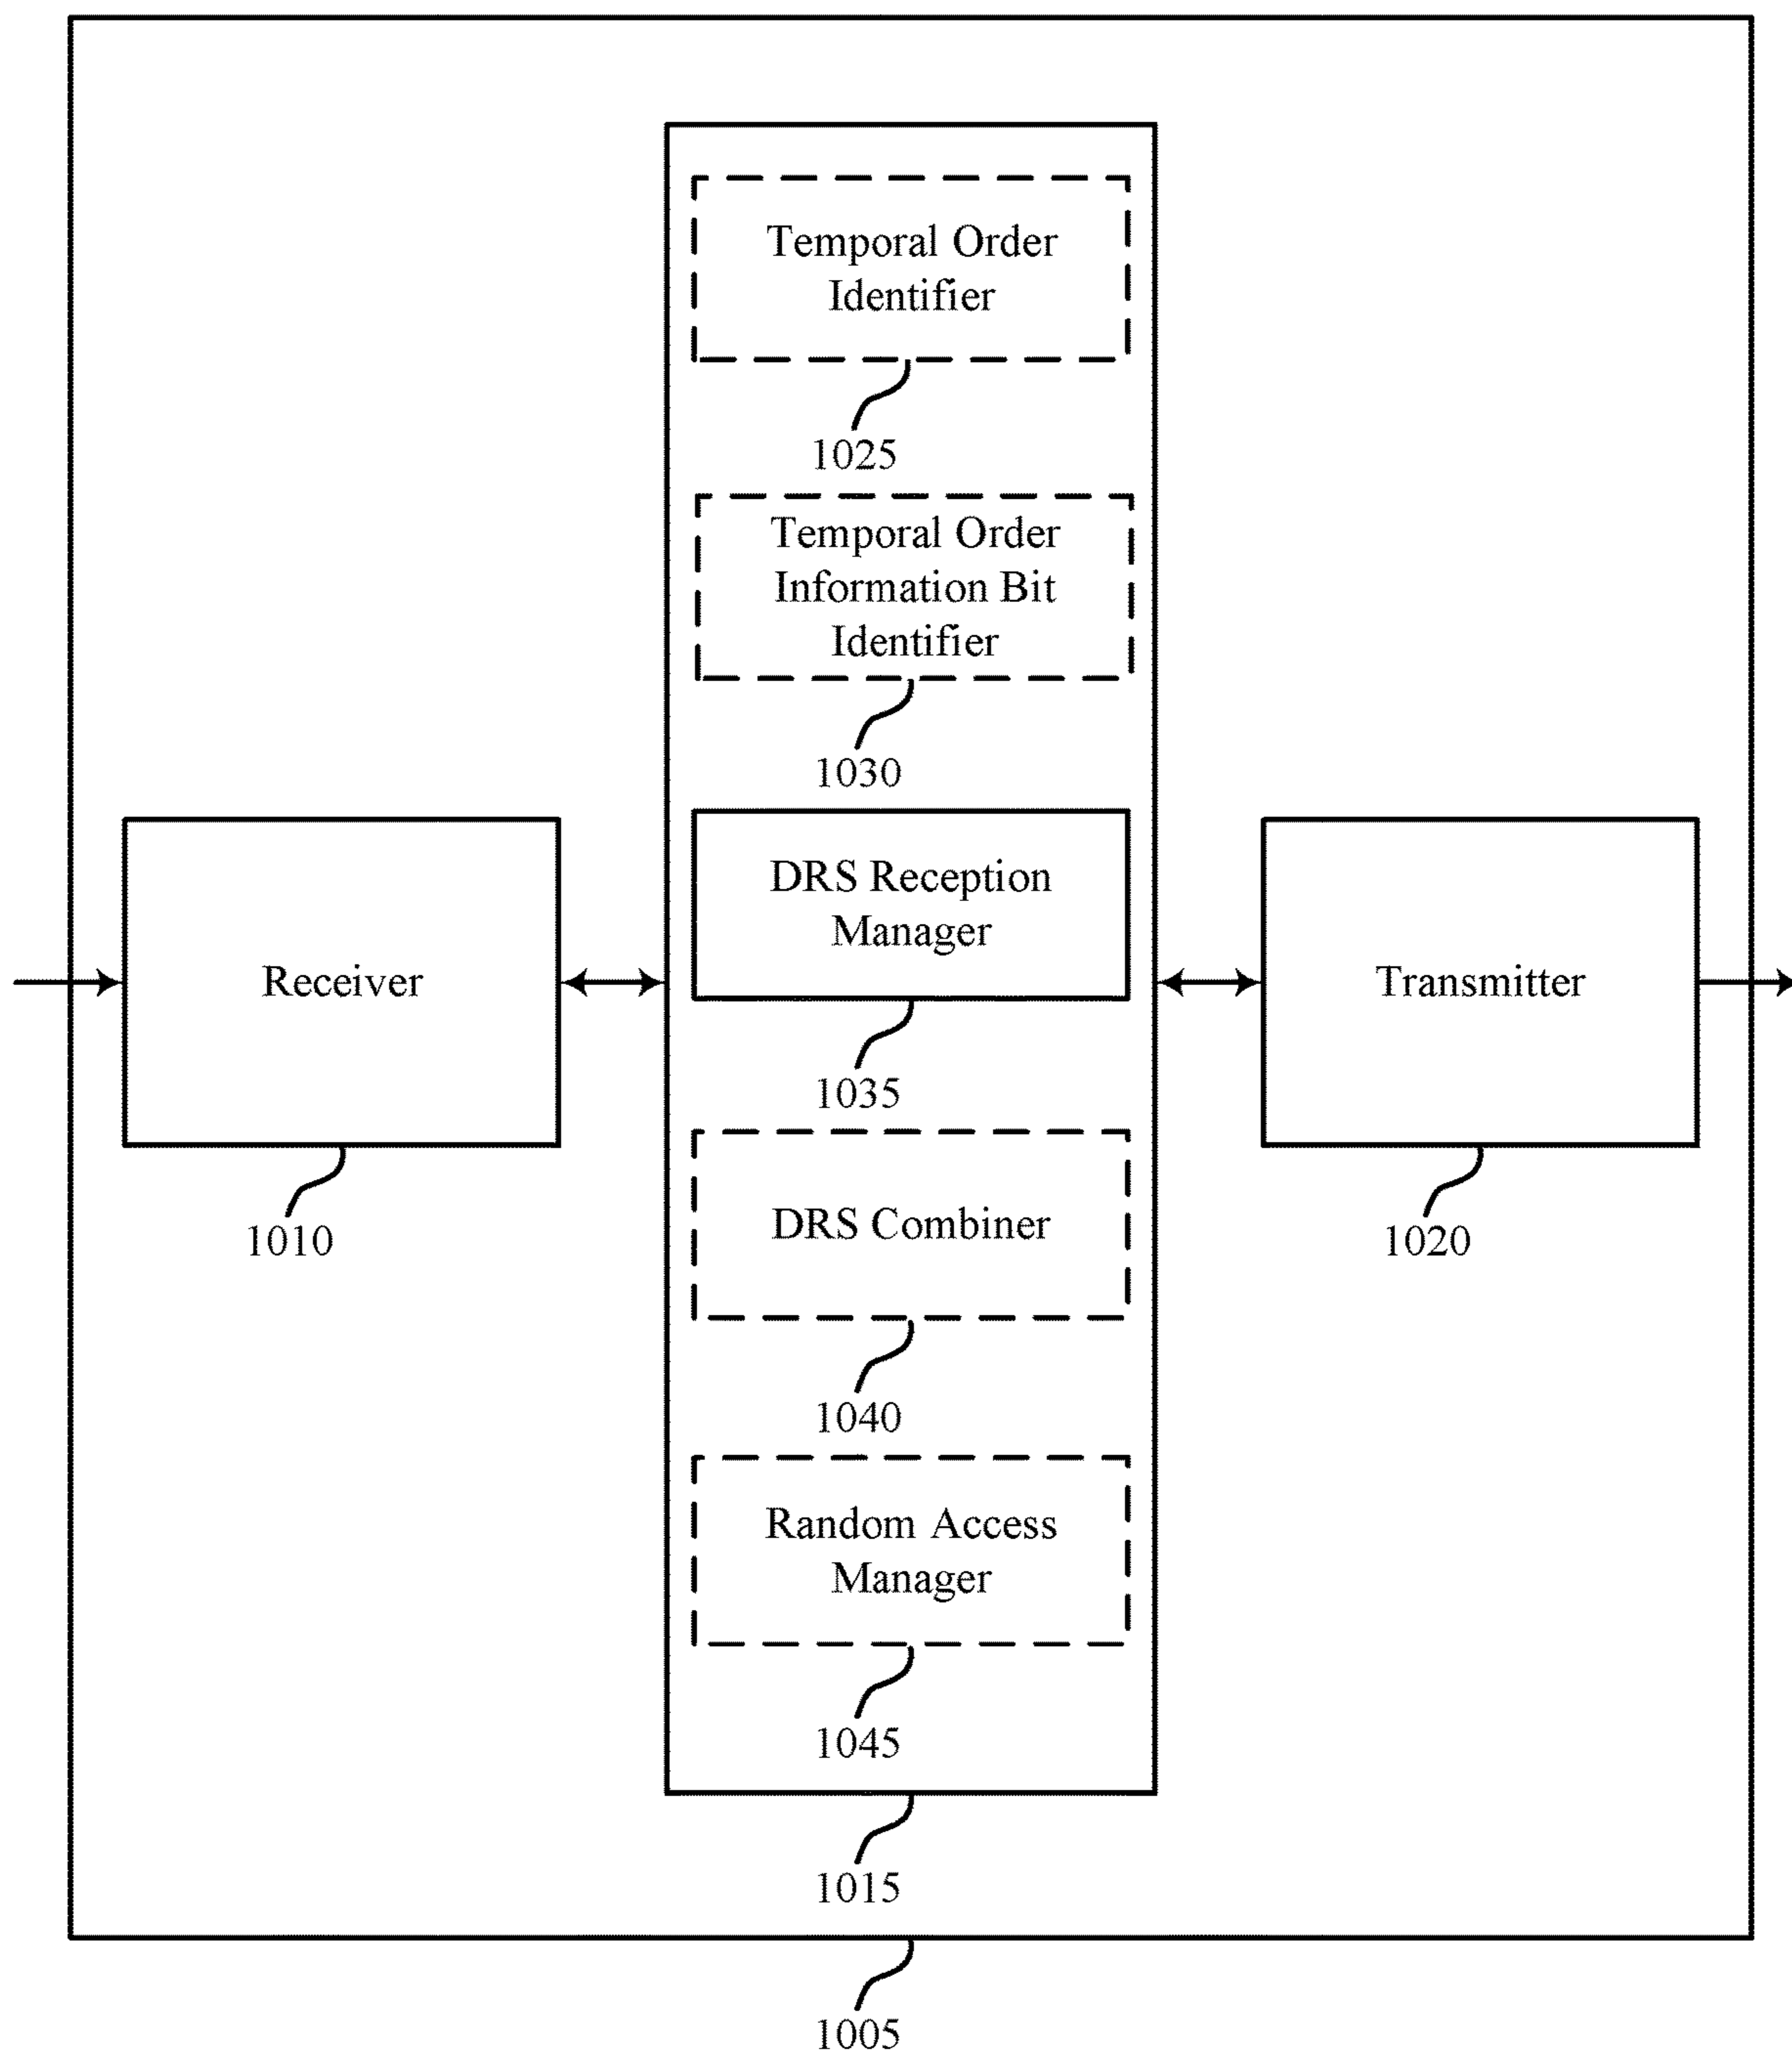 Temporal Order
Identifier
1025
Temporal Order
Information Bit
Identifier
1030
DRS Reception
Manager
1035
Receiver
1010
Transmitter
1020
DRS Combiner
1040
Random Access
Manager
1045
1015
1005